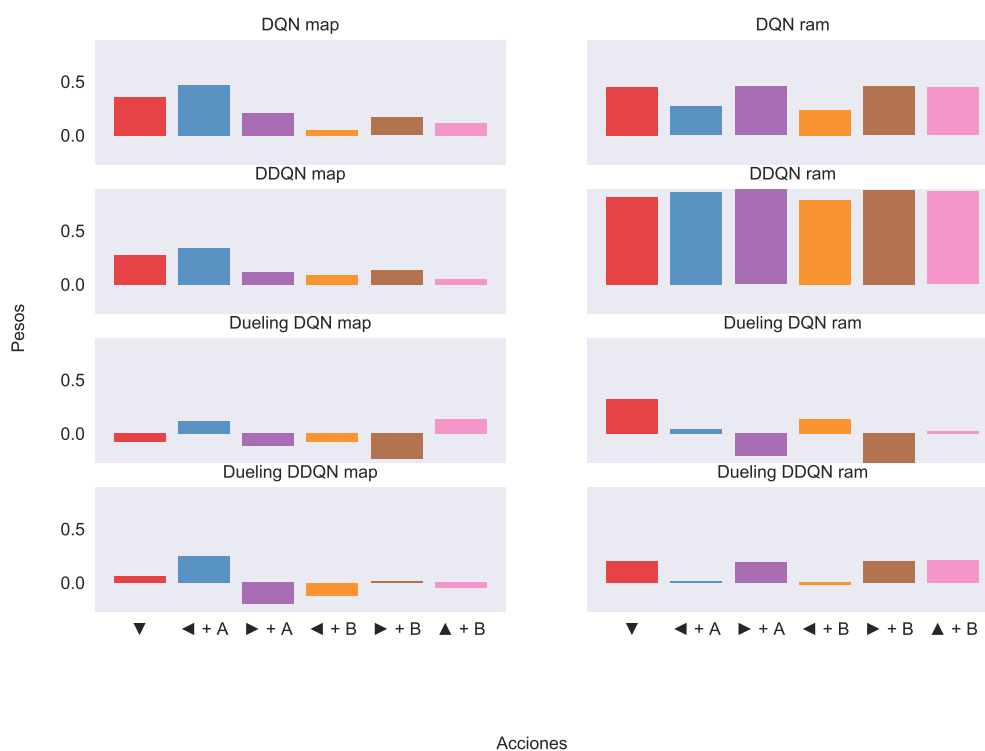 DQN map
DQN ram
0.5
0.0
DDQN map
DDQN ram
0.5
0.0
Dueling DQN map
Dueling DQN ram
0.5
0.0
Dueling DDQN map
Dueling DDQN ram
0.5
0.0
▼ ◄ + A ► + A ◄ + B ► + B ▲ + B
▼ ◄ + A ► + A ◄ + B ► + B ▲ + B
Pesos
Acciones